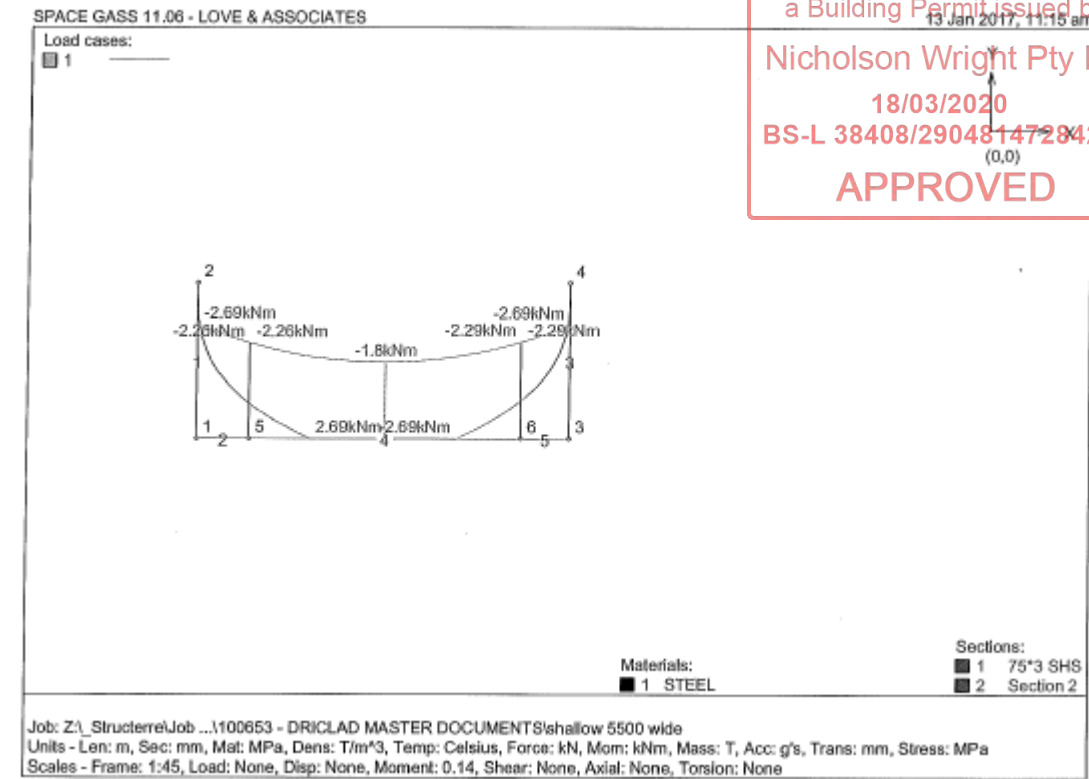 SPACE GASS 11.06 - LOVE & ASSOCIATES
a Building Permit issued b
13 Jan 2017, 11:15 am
Load cases:
1
Nicholson Wright Pty
Y
18/03/2020
X
BS-L 38408/2904814728
(0,0)
APPROVED
2
4
-2.69kNm
-2.69kNm
-2.26kNm
-2.26kNm
-2.29kNm
-2.29kNm
-1.8kNm
1
3
1
5
2.69kNm
2.69kNm
6
3
2
4
5
Sections:
Materials:
1 75*3 SHS
1 STEEL
2 Section 2
Job: Z:\_Structerre\Job ...\100653 - DRICLAD MASTER DOCUMENTS\shallow 5500 wide
Units - Len: m, Sec: mm, Mat: MPa, Dens: T/m^3, Temp: Celsius, Force: kN, Mom: kNm, Mass: T, Acc: g's, Trans: mm, Stress: MPa
Scales - Frame: 1:45, Load: None, Disp: None, Moment: 0.14, Shear: None, Axial: None, Torsion: None